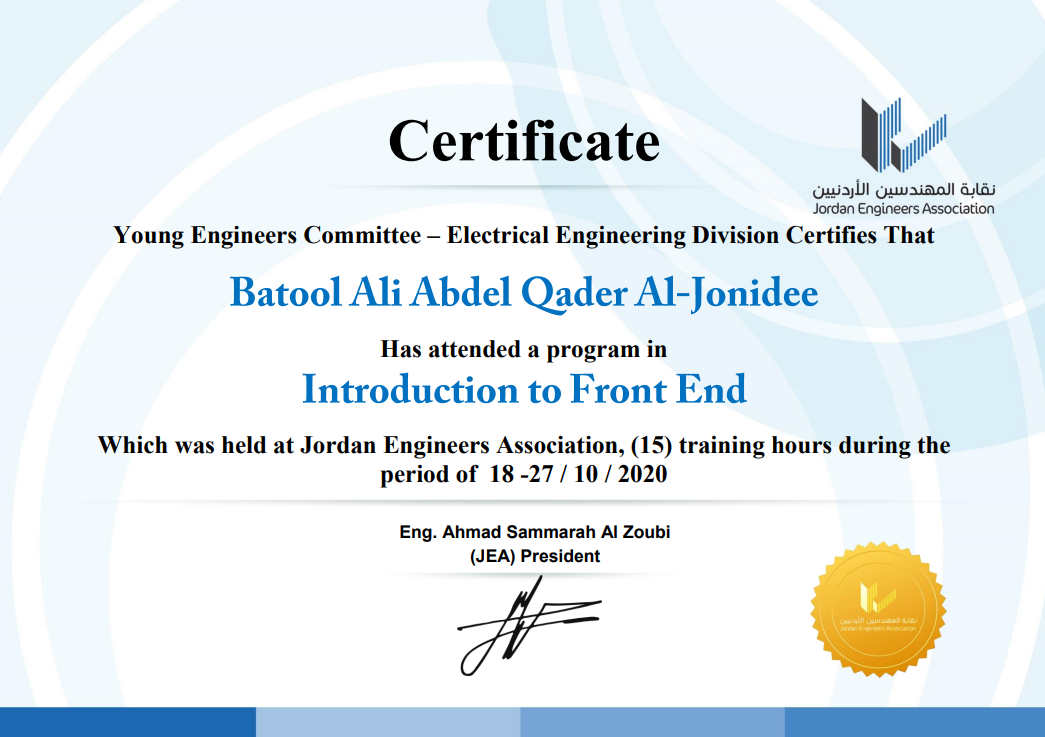 Certificate
نقابة المهندسين الأردنيين
Jordan Engineers Association
Young Engineers Committee – Electrical Engineering Division Certifies That
Batool Ali Abdel Qader Al-Jonidee
Has attended a program in
Introduction to Front End
Which was held at Jordan Engineers Association, (15) training hours during the
period of 18 -27 / 10 / 2020
Eng. Ahmad Sammarah Al Zoubi
(JEA) President
نقابة المهندسين الأردنيين
Jordan Engineers Association